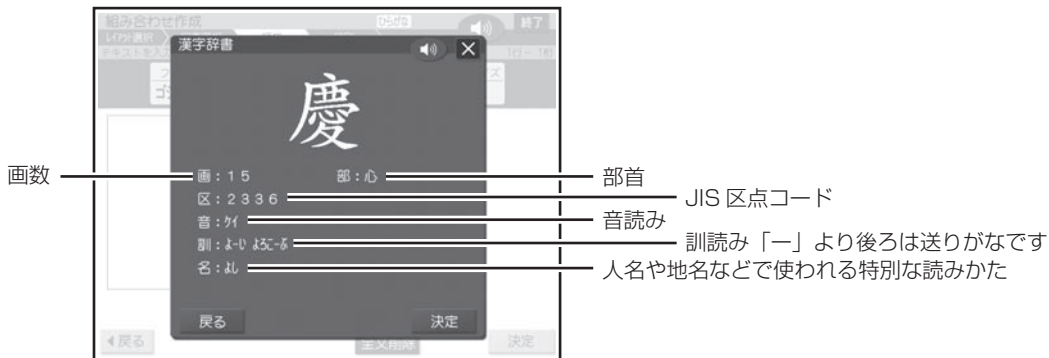 組み合わせ作成
ひらがな
終了
レイアウト選択
漢字辞書
テキストを入
1行- 1桁
慶
画数
画:15
部:心
部首
区:2336
JIS 区点コード
音:ケイ
音読み
訓:よーい よろこーぶ
訓読み「ー」より後ろは送りがなです
名:よし
人名や地名などで使われる特別な読みかた
戻る
決定
戻る
全文削除
決定